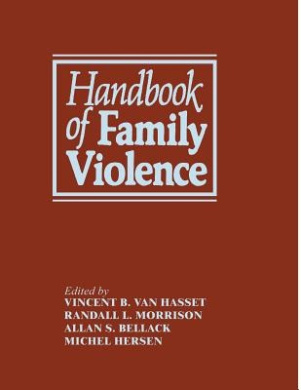 Handbook
of Family
Violence
Edited by
VINCENT B. VAN HASSET
RANDALL L. MORRISON
ALLAN S. BELLACK
MICHEL HERSEN